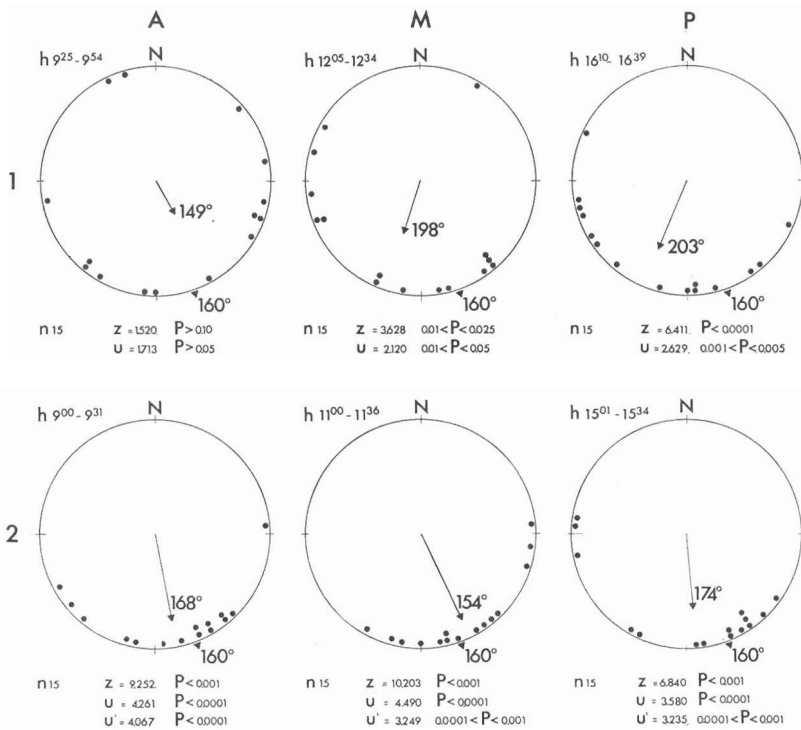 A M P
N N N
h 9²⁵-9⁵⁴ h 12⁰⁵-12³⁴ h 16¹⁰-16³⁹
1
149° 198° 203°
160° 160° 160°
n 15 z = 1.520 P > 0.10 n 15 z = 3.628 0.01 < P < 0.025 n 15 z = 6.411. P < 0.0001
u = 1.713 P > 0.05 u = 2.120 0.01 < P < 0.05 u = 2.629. 0.001 < P < 0.005
N N N
h 9⁰⁰-9³¹ h 11⁰⁰-11³⁶ h 15⁰¹-15³⁴
2
168° 154° 174°
160° 160° 160°
n 15 z = 9.252 P < 0.001 n 15 z = 10.203 P < 0.001 n 15 z = 6.840 P < 0.001
u = 4.261 P < 0.0001 u = 4.490 P < 0.0001 u = 3.580 P < 0.0001
u' = 4.067 P < 0.0001 u' = 3.249 0.0001 < P < 0.001 u' = 3.235 0.0001 < P < 0.001